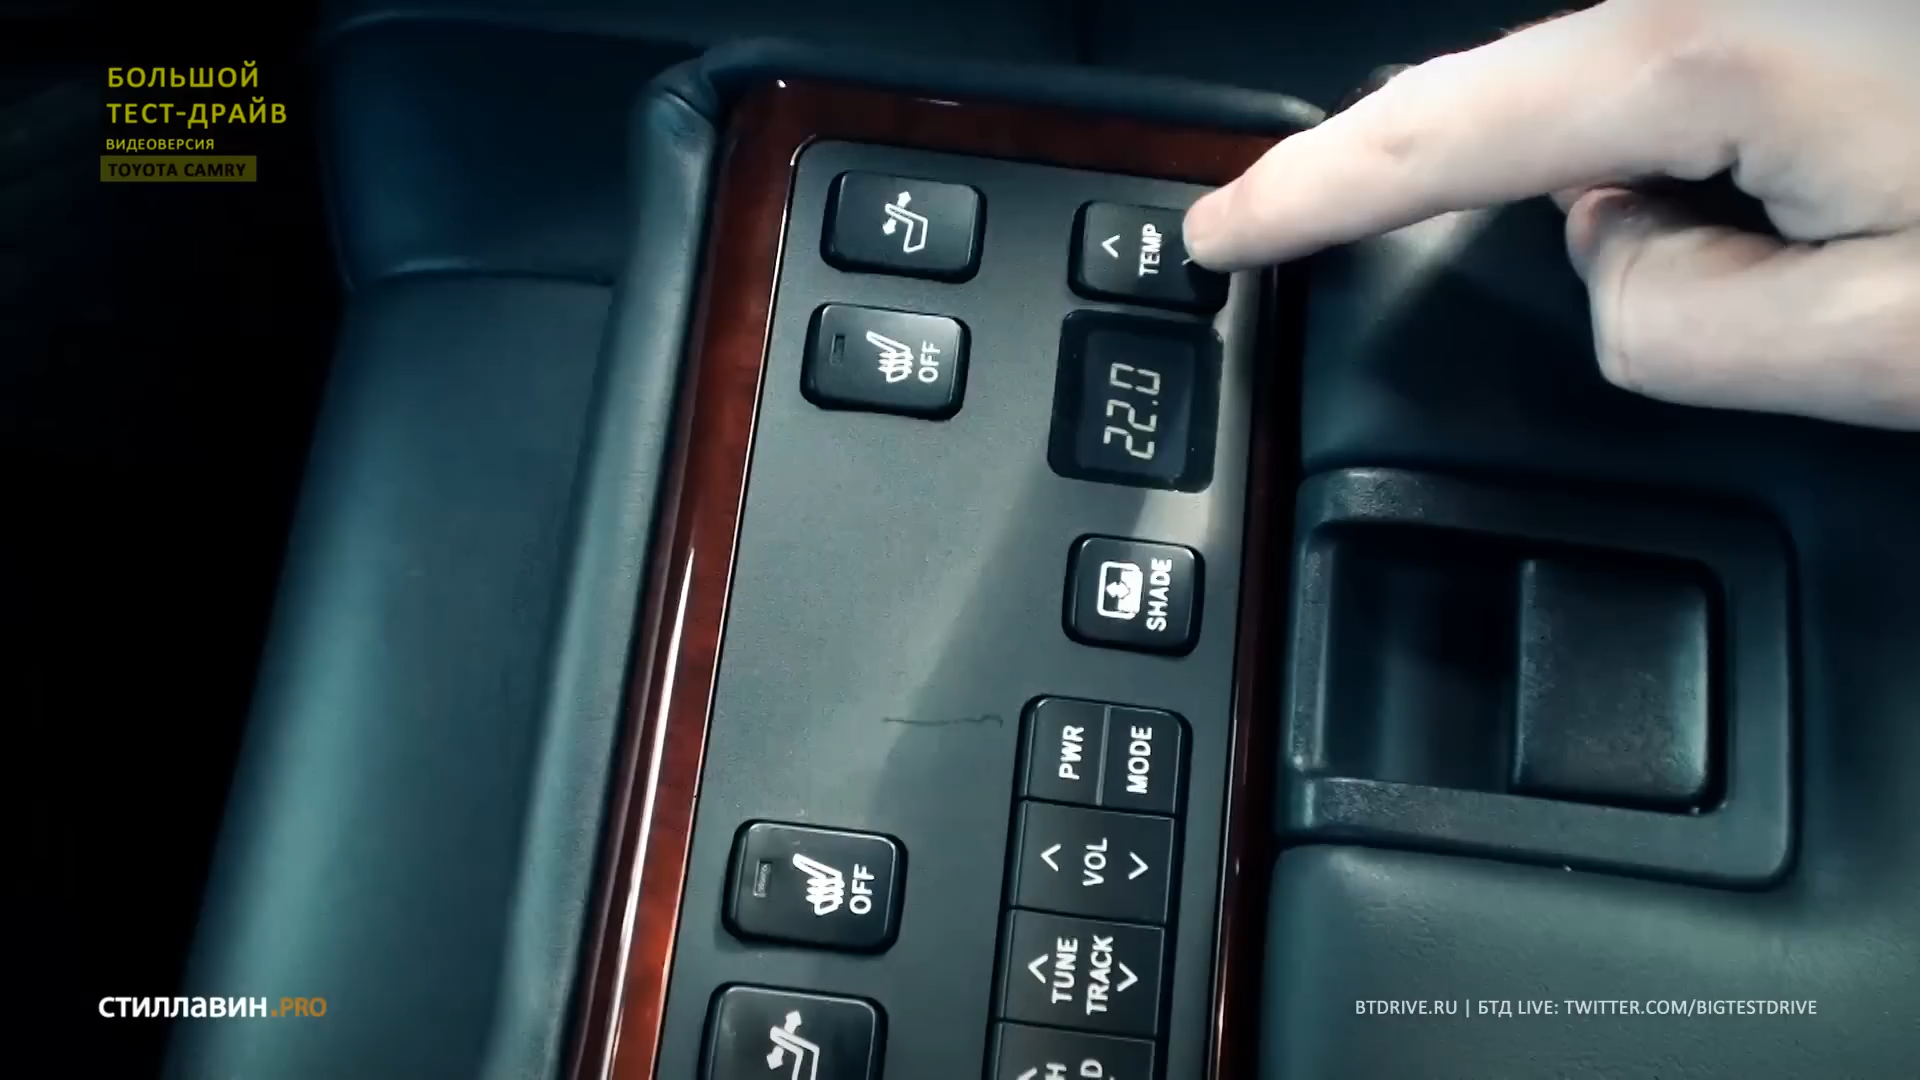 БОЛЬШОЙ
ТЕСТ-ДРАЙВ
ВИДЕОВЕРСИЯ
TOYOTA CAMRY
TEMP
OFF
22.0
SHADE
PWR
MODE
VOL
OFF
TUNE
TRACK
СТИЛЛАВИН.PRO
BTDRIVE.RU | БТД LIVE: TWITTER.COM/BIGTESTDRIVE